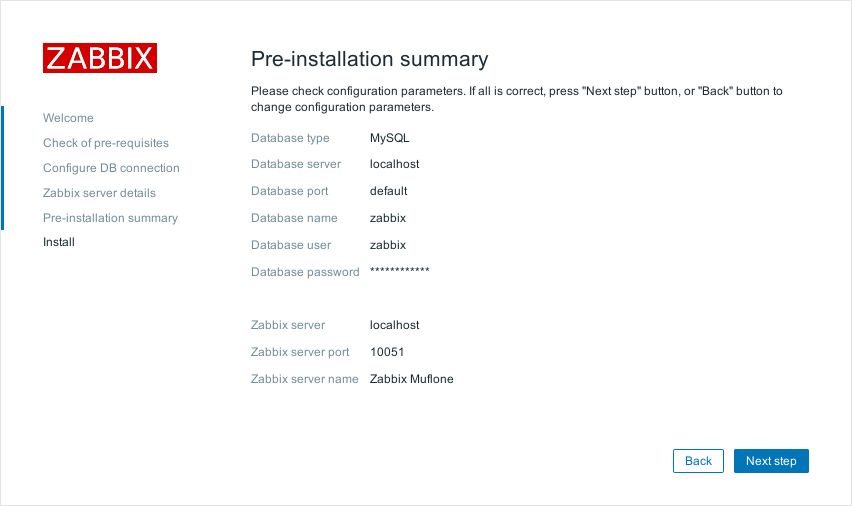 ZABBIX
Welcome
Check of pre-requisites
Configure DB connection
Zabbix server details
Pre-installation summary
Install
Pre-installation summary
Please check configuration parameters. If all is correct, press "Next step" button, or "Back" button to
change configuration parameters.
Database type MySQL
Database server localhost
Database port default
Database name zabbix
Database user zabbix
Database password ************
Zabbix server localhost
Zabbix server port 10051
Zabbix server name Zabbix Muflone
Back Next step